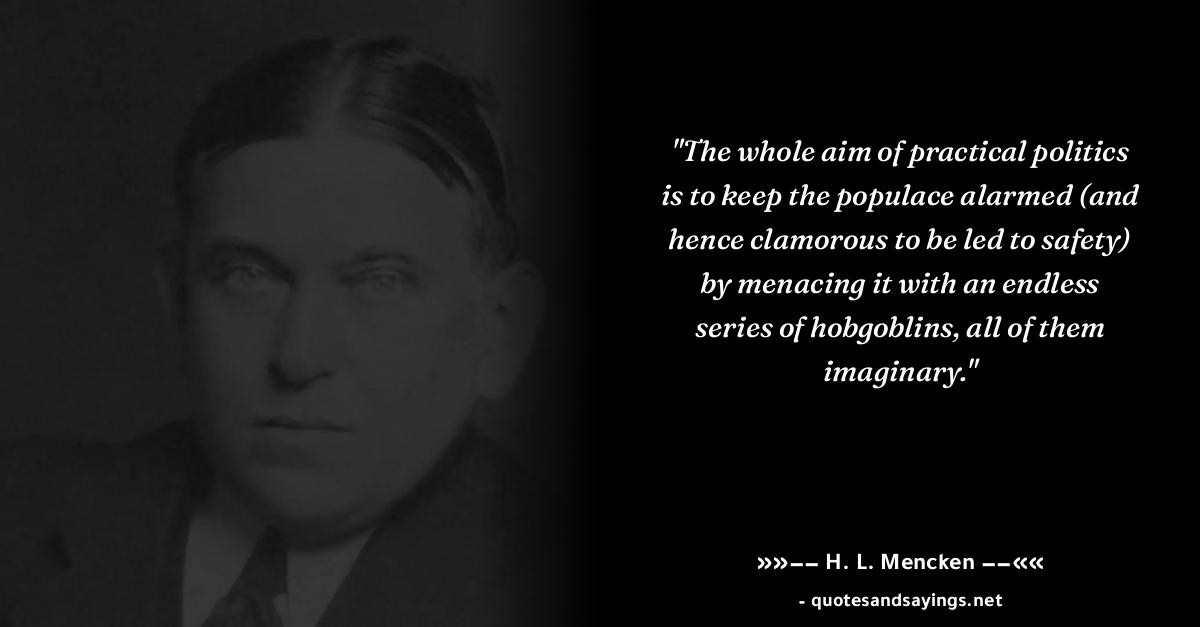 "The whole aim of practical politics
is to keep the populace alarmed (and
hence clamorous to be led to safety)
by menacing it with an endless
series of hobgoblins, all of them
imaginary."
»»−− H. L. Mencken −−««
- quotesandsayings.net